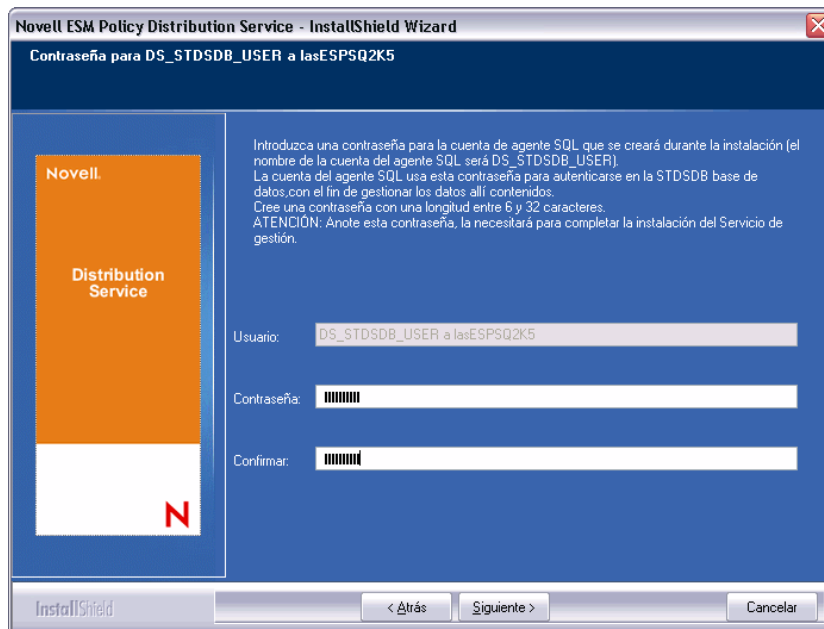 Novell ESM Policy Distribution Service - InstallShield Wizard
Contraseña para DS_STDSDB_USER a lasESPSQ2K5
Introduzca una contraseña para la cuenta de agente SQL que se creará durante la instalación (el
nombre de la cuenta del agente SQL será DS_STDSDB_USER).
La cuenta del agente SQL usa esta contraseña para autenticarse en la STDSDB base de
datos,con el fin de gestionar los datos allí contenidos.
Cree una contraseña con una longitud entre 6 y 32 caracteres.
ATENCIÓN: Anote esta contraseña, la necesitará para completar la instalación del Servicio de
gestión.
Novell.
Distribution
Service
N
Usuario: DS_STDSDB_USER a lasESPSQ2K5
Contraseña:
Confirmar:
InstallShield
< Atrás Siguiente > Cancelar